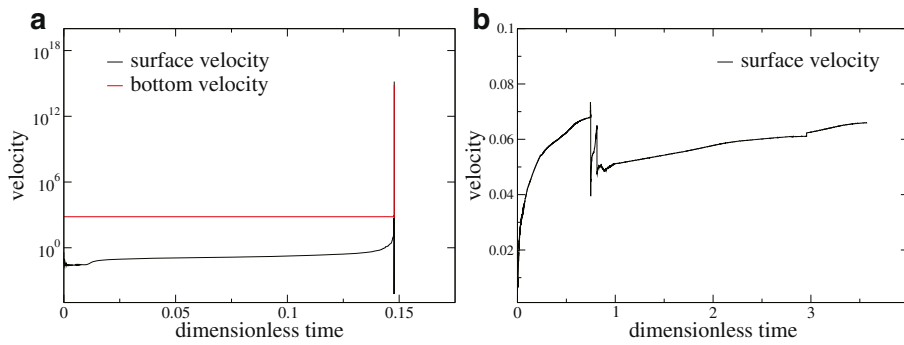 a
10^18
10^12
10^6
10^0
velocity
surface velocity
bottom velocity
0
0.05
0.1
0.15
dimensionless time
b
0.1
0.08
0.06
0.04
0.02
velocity
surface velocity
0
1
2
3
dimensionless time